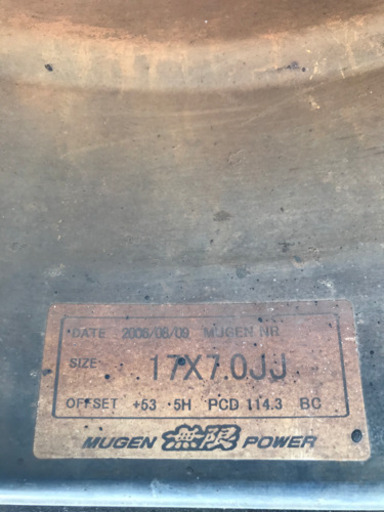 DATE 2006/08/09 MUGEN NR
SIZE 17X7.0JJ
OFFSET +53 5H PCD 114.3 BC
MUGEN 無限 POWER